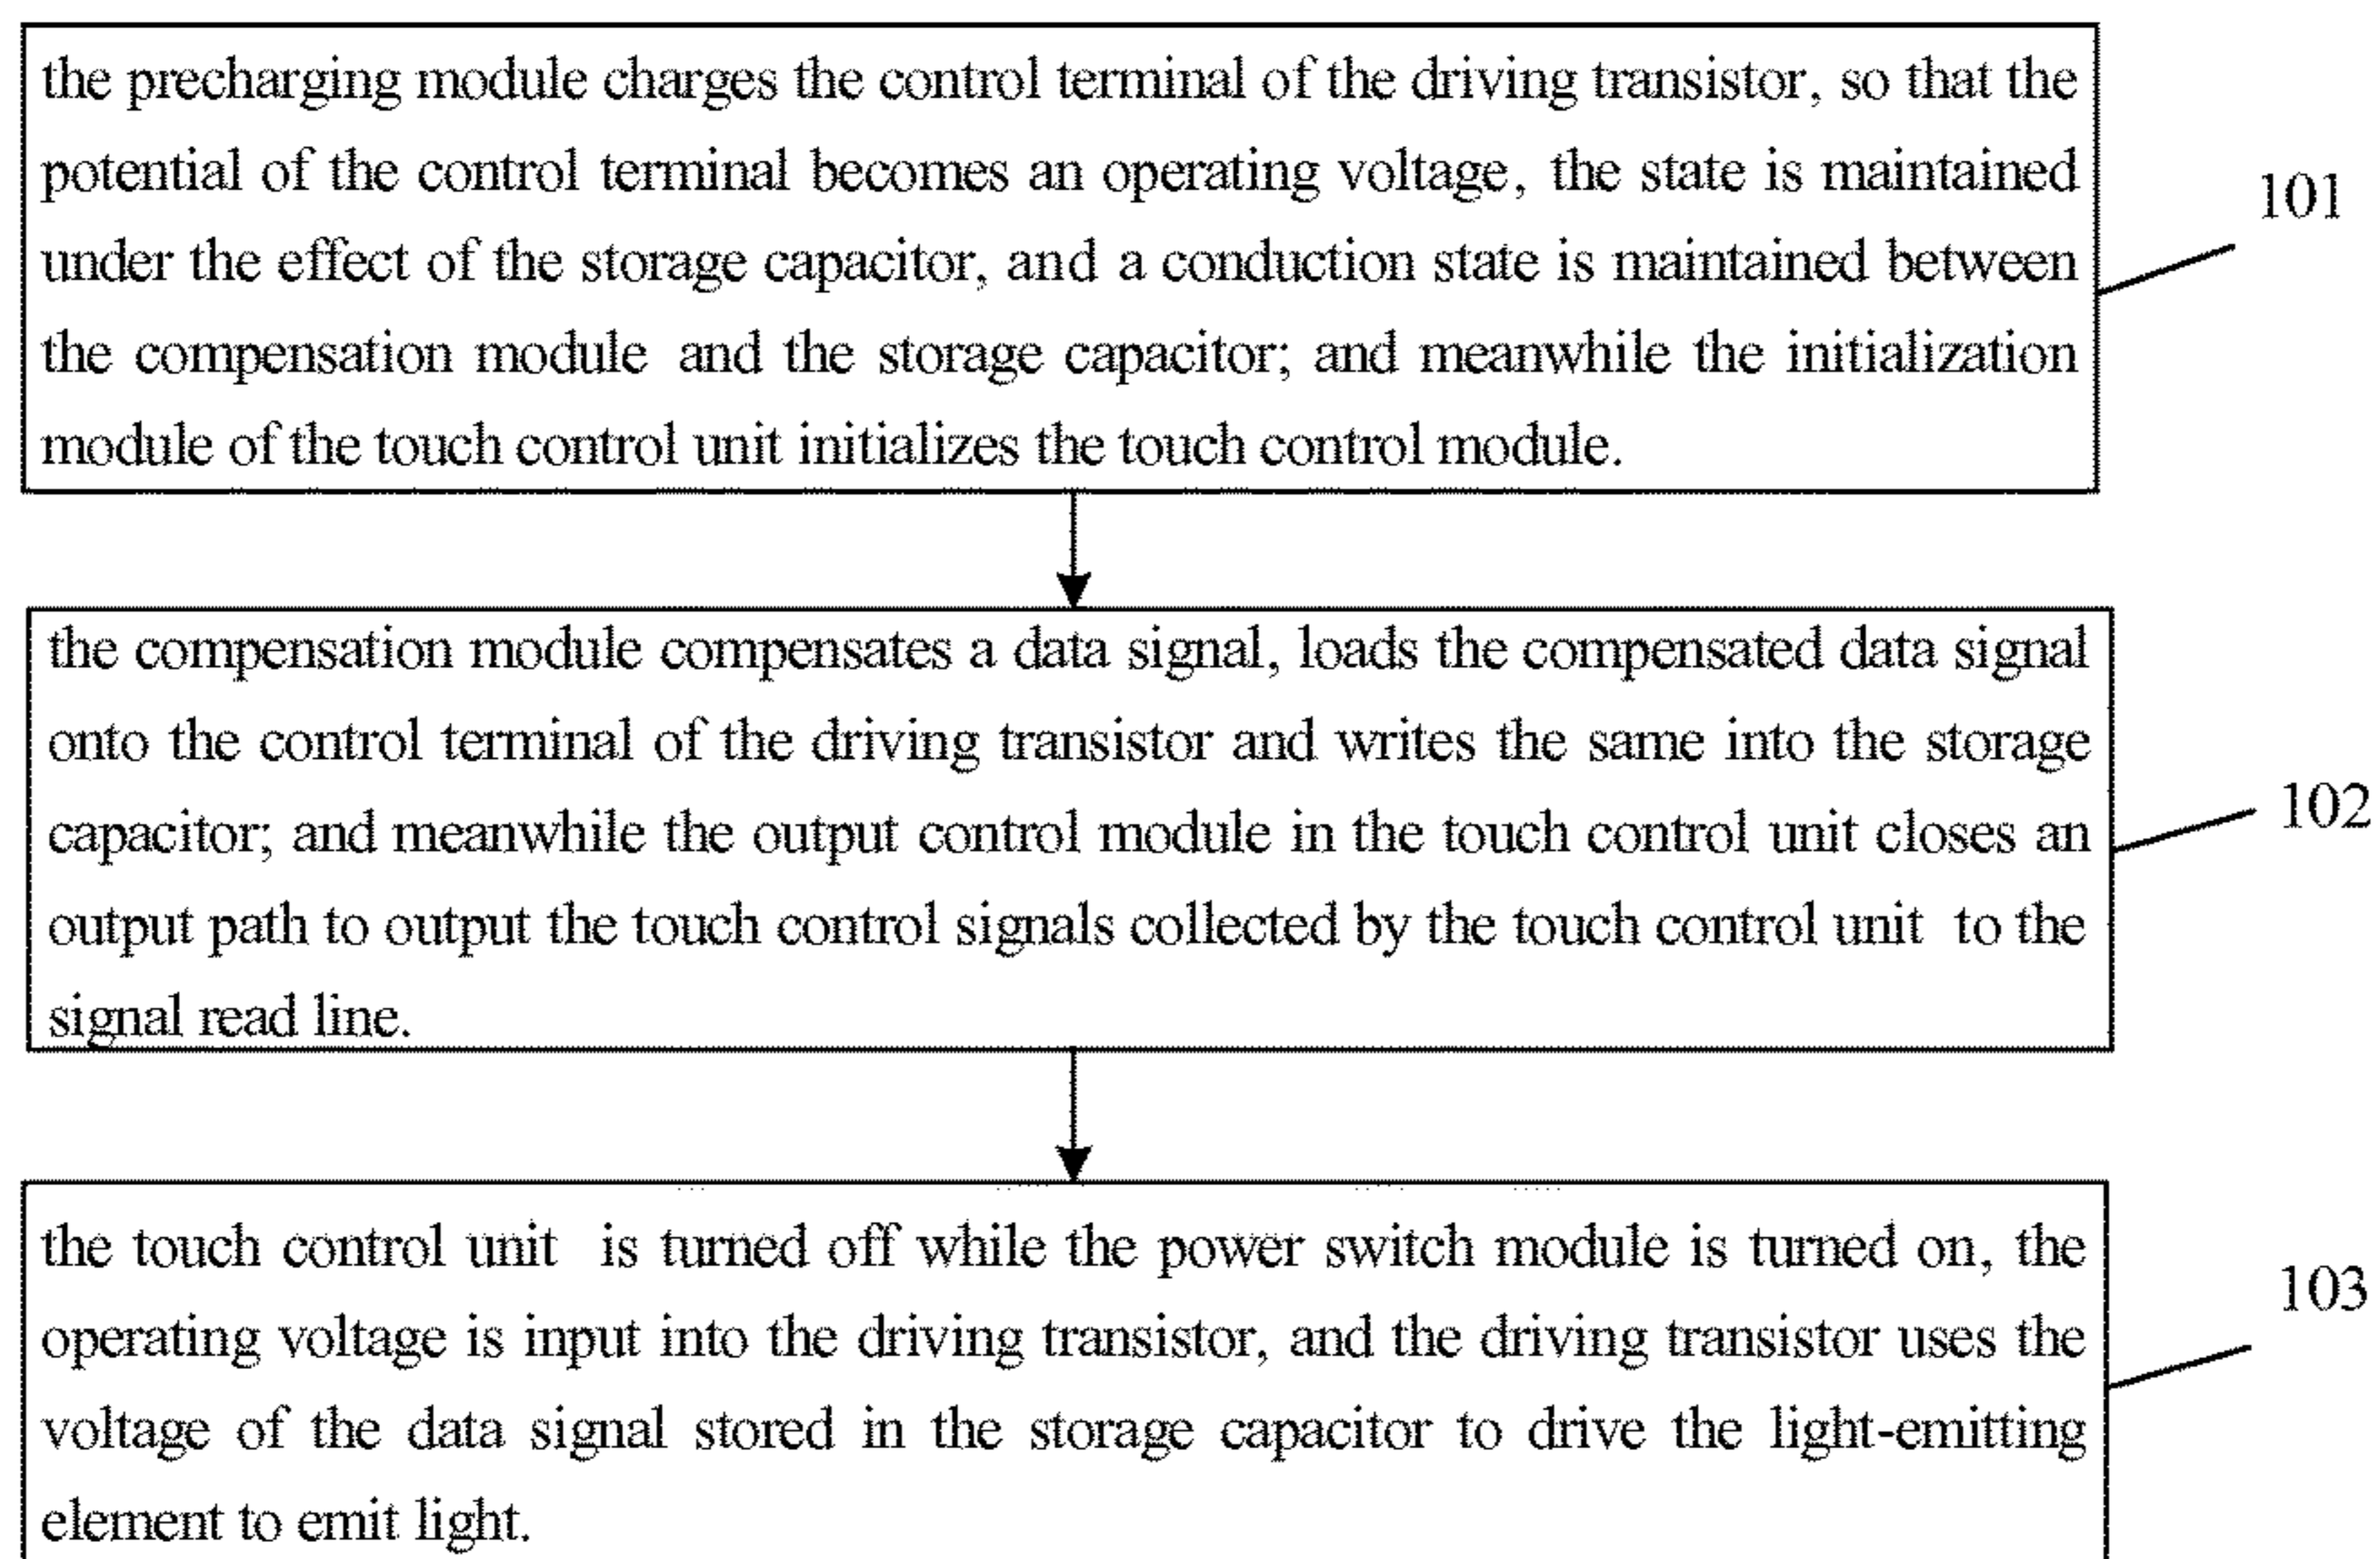 the precharging module charges the control terminal of the driving transistor, so that the
potential of the control terminal becomes an operating voltage, the state is maintained
under the effect of the storage capacitor, and a conduction state is maintained between
the compensation module and the storage capacitor; and meanwhile the initialization
module of the touch control unit initializes the touch control module.
101
the compensation module compensates a data signal, loads the compensated data signal
onto the control terminal of the driving transistor and writes the same into the storage
capacitor; and meanwhile the output control module in the touch control unit closes an
output path to output the touch control signals collected by the touch control unit to the
signal read line.
102
the touch control unit is turned off while the power switch module is turned on, the
operating voltage is input into the driving transistor, and the driving transistor uses the
voltage of the data signal stored in the storage capacitor to drive the light-emitting
element to emit light.
103